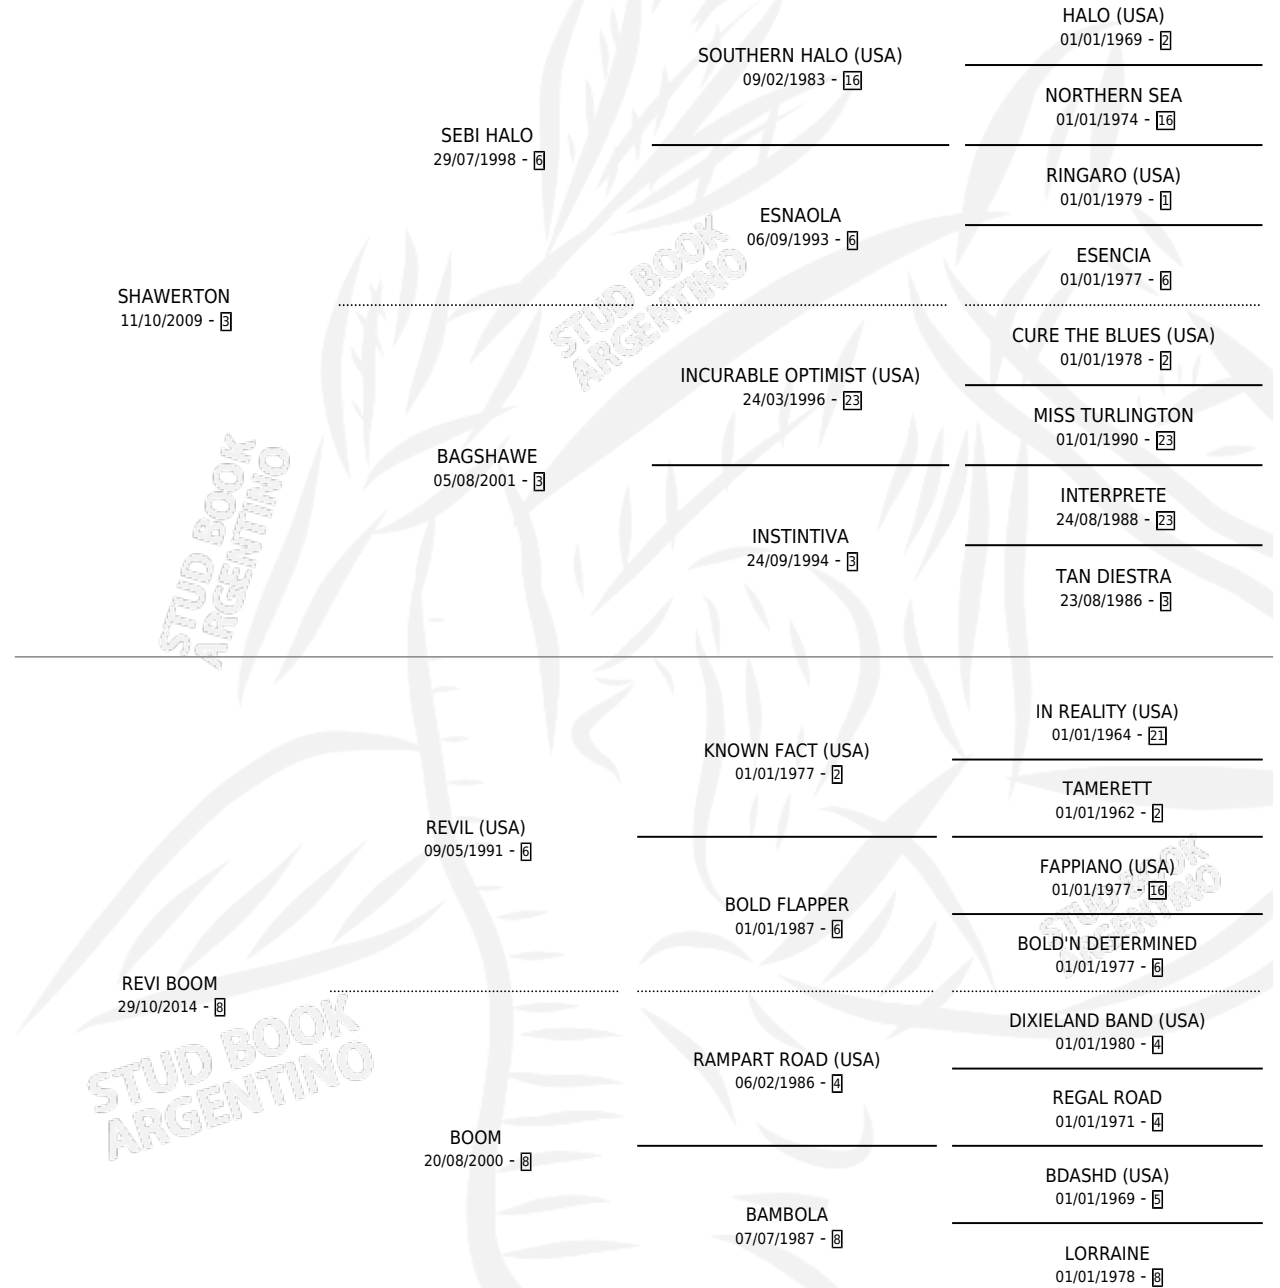 HALO (USA)
01/01/1969 - 2
SOUTHERN HALO (USA)
09/02/1983 - 16
NORTHERN SEA
01/01/1974 - 16
SEBI HALO
29/07/1998 - 6
RINGARO (USA)
01/01/1979 - 1
ESNAOLA
06/09/1993 - 6
ESENCIA
01/01/1977 - 6
SHAWERTON
11/10/2009 - 3
CURE THE BLUES (USA)
01/01/1978 - 2
INCURABLE OPTIMIST (USA)
24/03/1996 - 23
MISS TURLINGTON
01/01/1990 - 23
BAGSHAWE
05/08/2001 - 3
INTERPRETE
24/08/1988 - 23
INSTINTIVA
24/09/1994 - 3
TAN DIESTRA
23/08/1986 - 3
IN REALITY (USA)
01/01/1964 - 21
KNOWN FACT (USA)
01/01/1977 - 2
TAMERETT
01/01/1962 - 2
REVIL (USA)
09/05/1991 - 6
FAPPIANO (USA)
01/01/1977 - 16
BOLD FLAPPER
01/01/1987 - 6
BOLD'N DETERMINED
01/01/1977 - 6
REVI BOOM
29/10/2014 - 8
DIXIELAND BAND (USA)
01/01/1980 - 4
RAMPART ROAD (USA)
06/02/1986 - 4
REGAL ROAD
01/01/1971 - 4
BOOM
20/08/2000 - 8
BDASHD (USA)
01/01/1969 - 5
BAMBOLA
07/07/1987 - 8
LORRAINE
01/01/1978 - 8
STUD BOOK
ARGENTINO
STUD BOOK
ARGENTINO
STUD BOOK
ARGENTINO
STUD BOOK
ARGENTINO